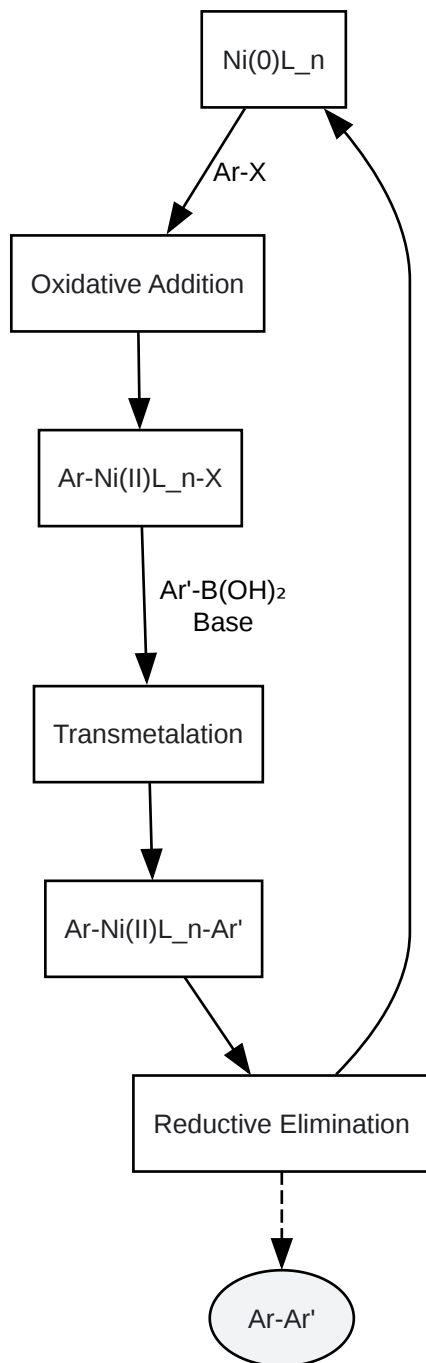 Ni(0)L_n
Ar-X
Oxidative Addition
Ar-Ni(II)L_n-X
Ar'-B(OH)₂
Base
Transmetalation
Ar-Ni(II)L_n-Ar'
Reductive Elimination
Ar-Ar'